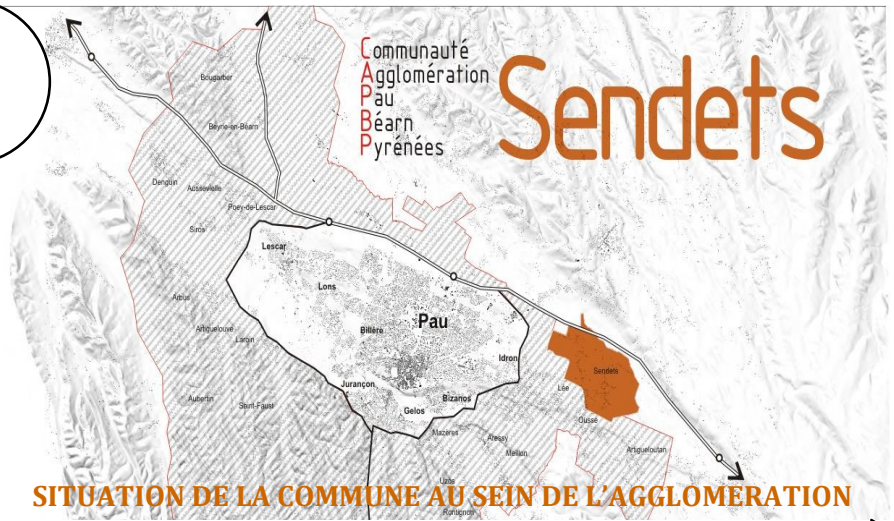 Communauté
Agglomération
Pau
Béarn
Pyrénées
Sendets
Bougarber
Beyrie-en-Béarn
Denguin
Aussevielle
Poey-de-Lescar
Siros
Lescar
Lons
Arbus
Pau
Billère
Artiguelouve
Laroin
Idron
Sendets
Jurançon
Lée
Aubertin
Saint-Faust
Bizanos
Gelos
Ousse
Mazères
Aressy
Meillon
Artigueloutan
Uzos
SITUATION DE LA COMMUNE AU SEIN DE L’AGGLOMERATION
Rontignon